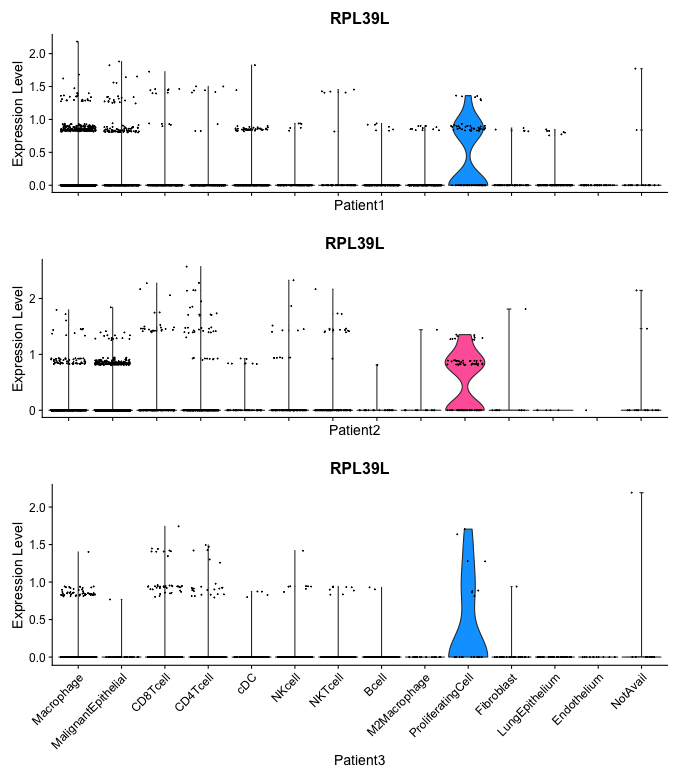 RPL39L
Expression Level
2.0
1.5
1.0
0.5
0.0
Patient1
RPL39L
Expression Level
2
1
0
Patient2
RPL39L
Expression Level
2.0
1.5
1.0
0.5
0.0
Macrophage
MalignantEpithelial
CD8Tcell
CD4Tcell
cDC
NKcell
NKTcell
Bcell
M2Macrophage
ProliferatingCell
Fibroblast
LungEpithelium
Endothelium
NotAvail
Patient3